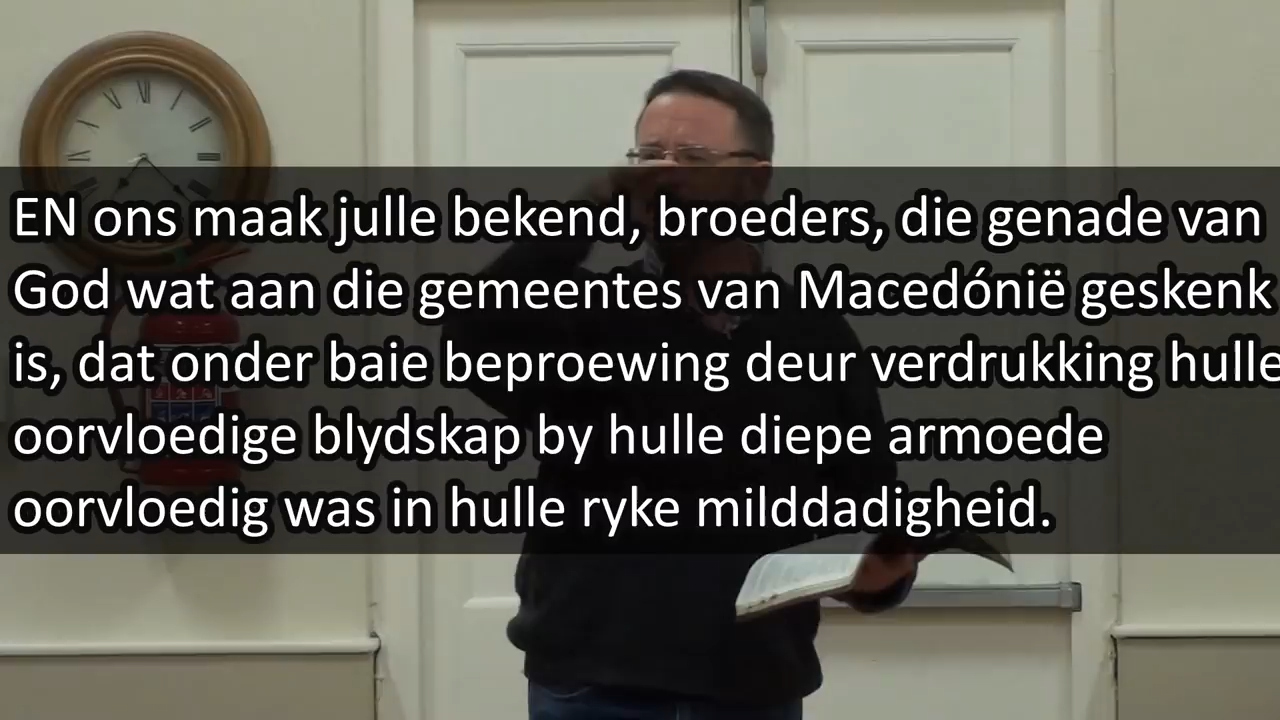 EN ons maak julle bekend, broeders, die genade van
God wat aan die gemeentes van Macedónië geskenk
is, dat onder baie beproewing deur verdrukking hulle
oorvloedige blydskap by hulle diepe armoede
oorvloedig was in hulle ryke milddadigheid.